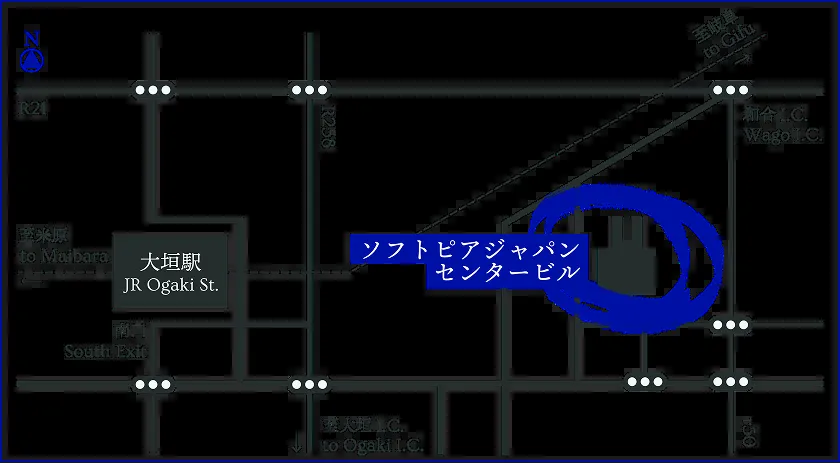 N
至岐阜
to Gifu
R21
R258
和合I.C.
Wago I.C.
至米原
to Maibara
大垣駅
JR Ogaki St.
ソフトピアジャパン
センタービル
南口
South Exit
至大垣I.C.
to Ogaki I.C.